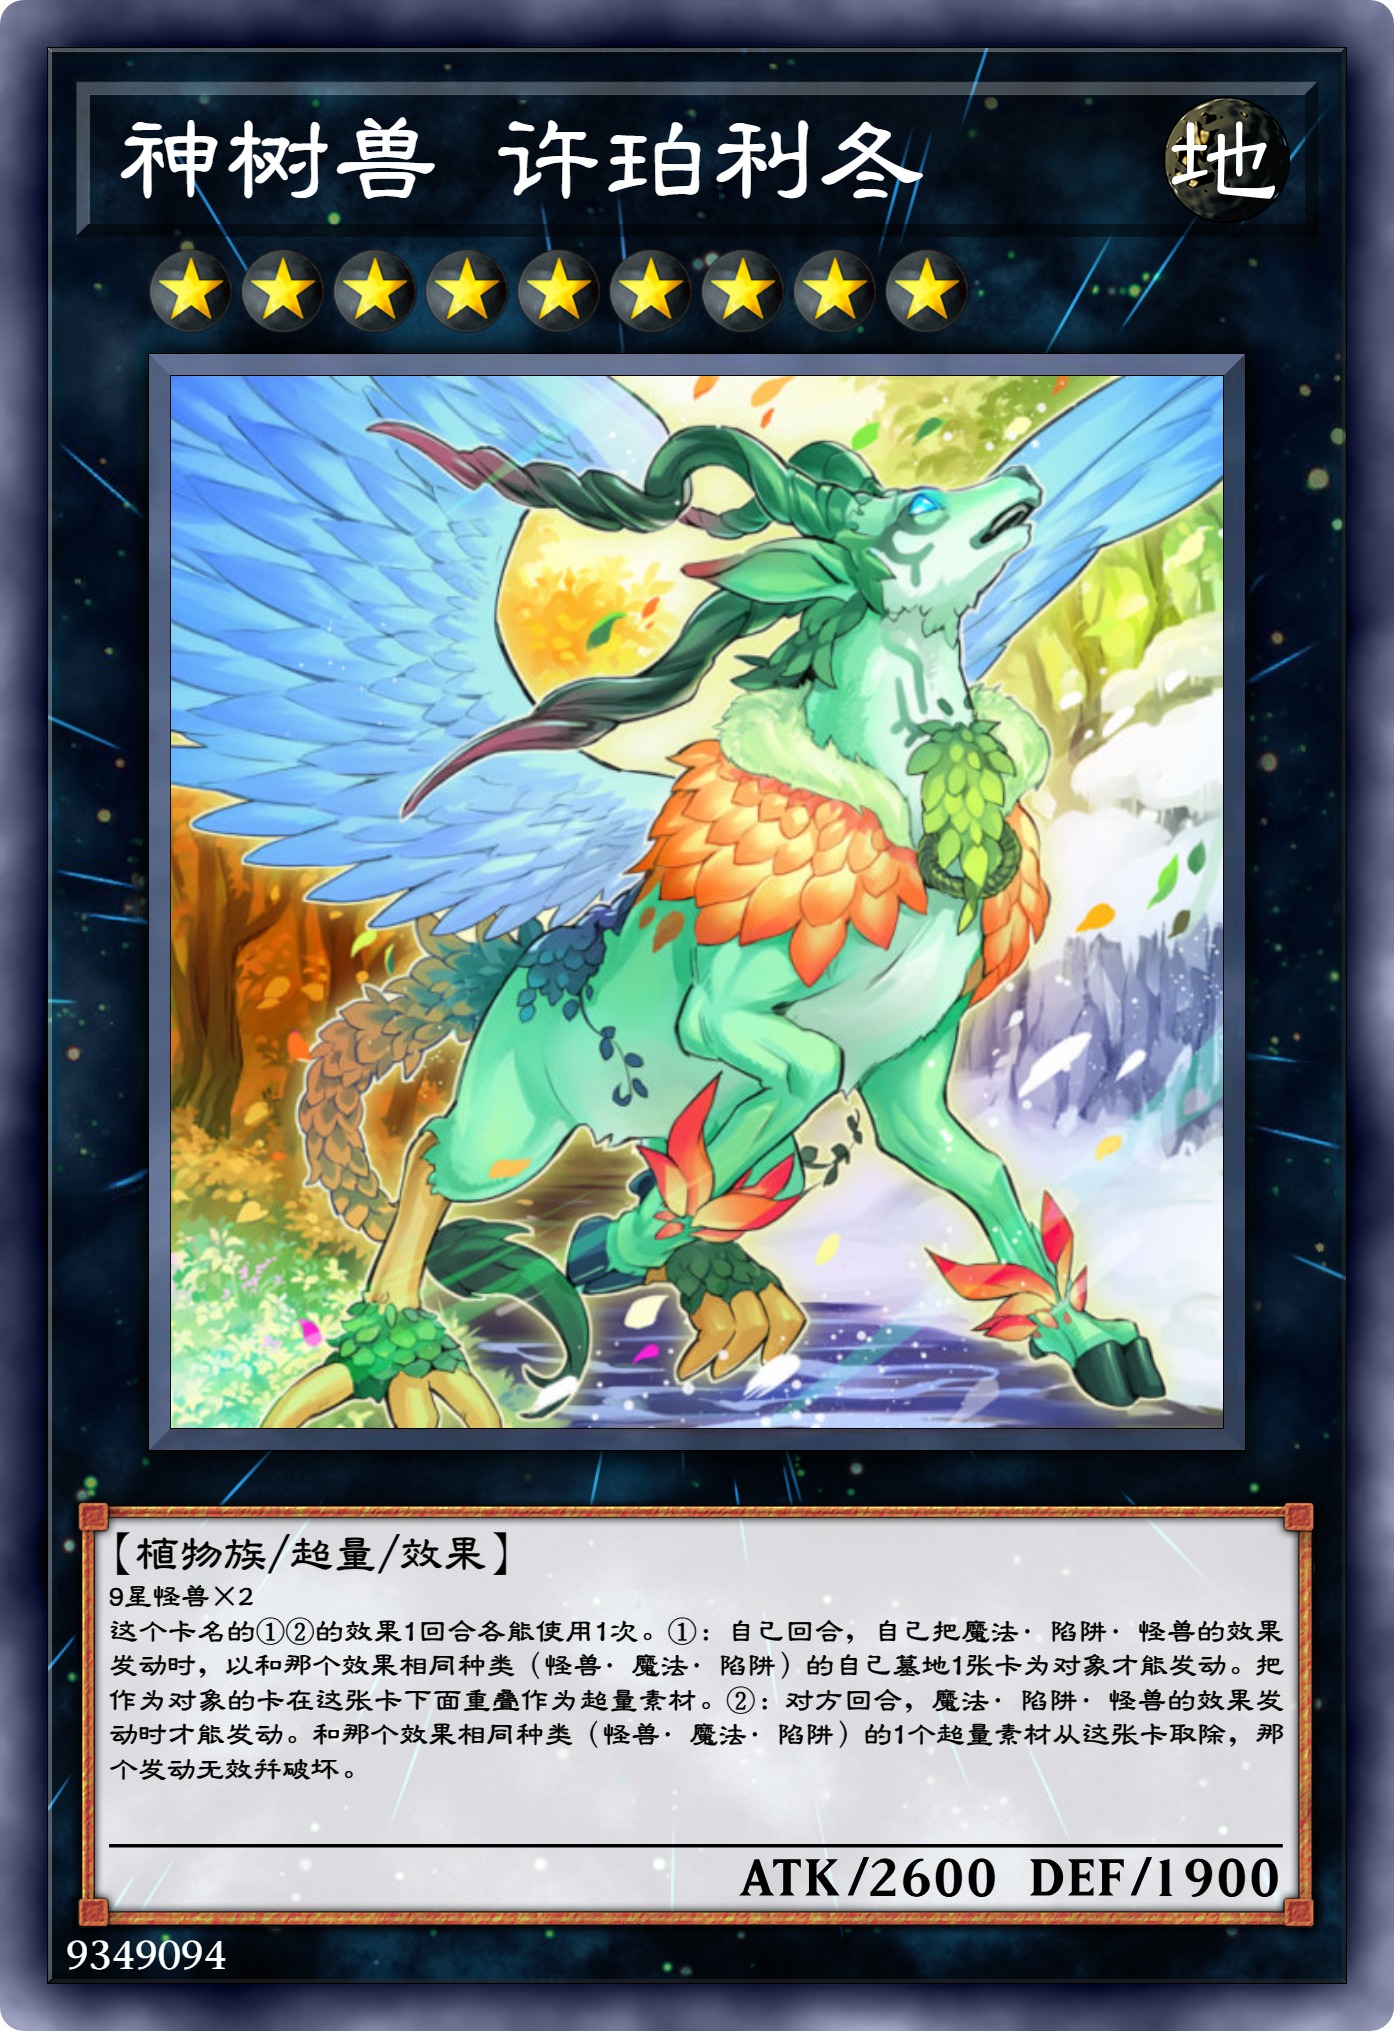 神树兽 许珀利冬
地
【植物族/超量/效果】
9星怪兽×2
这个卡名的①②的效果1回合各能使用1次。①：自己回合，自己把魔法·陷阱·怪兽的效果
发动时，以和那个效果相同种类（怪兽·魔法·陷阱）的自己墓地1张卡为对象才能发动。把
作为对象的卡在这张卡下面重叠作为超量素材。②：对方回合，魔法·陷阱·怪兽的效果发
动时才能发动。和那个效果相同种类（怪兽·魔法·陷阱）的1个超量素材从这张卡取除，那
个发动无效并破坏。
ATK/2600 DEF/1900
9349094